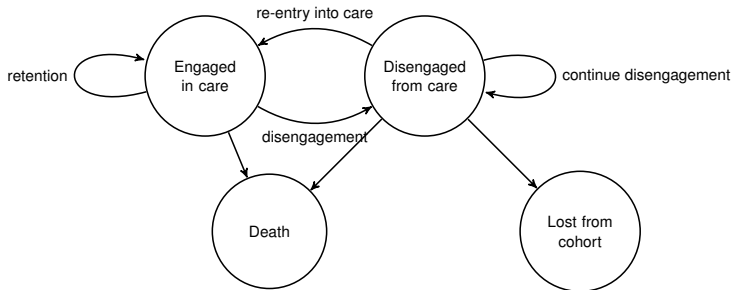 re-entry into care
Engaged
in care
Disengaged
from care
retention
continue disengagement
disengagement
Death
Lost from
cohort